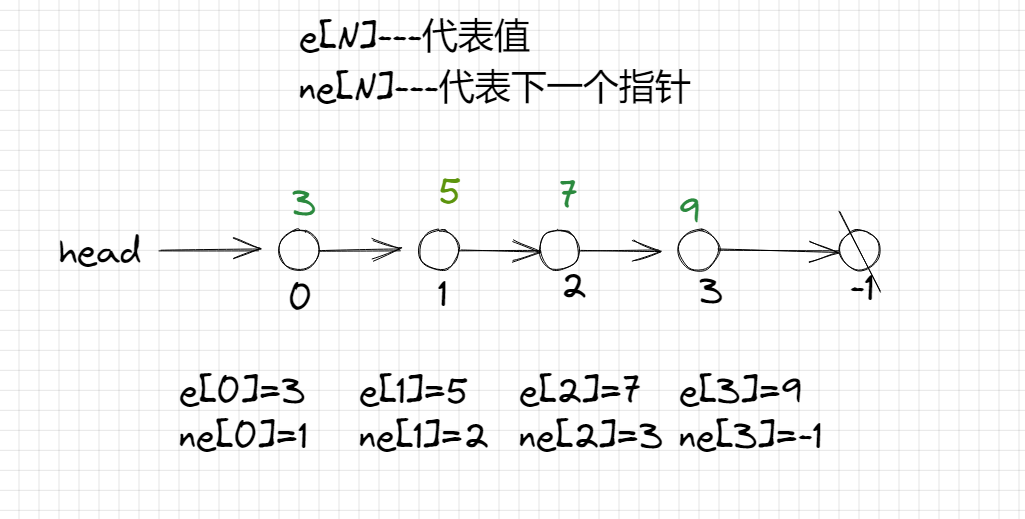 e[N]---代表值
ne[N]---代表下一个指针
3 5 7 9
head
0 1 2 3 -1
e[0]=3 e[1]=5 e[2]=7 e[3]=9
ne[0]=1 ne[1]=2 ne[2]=3 ne[3]=-1